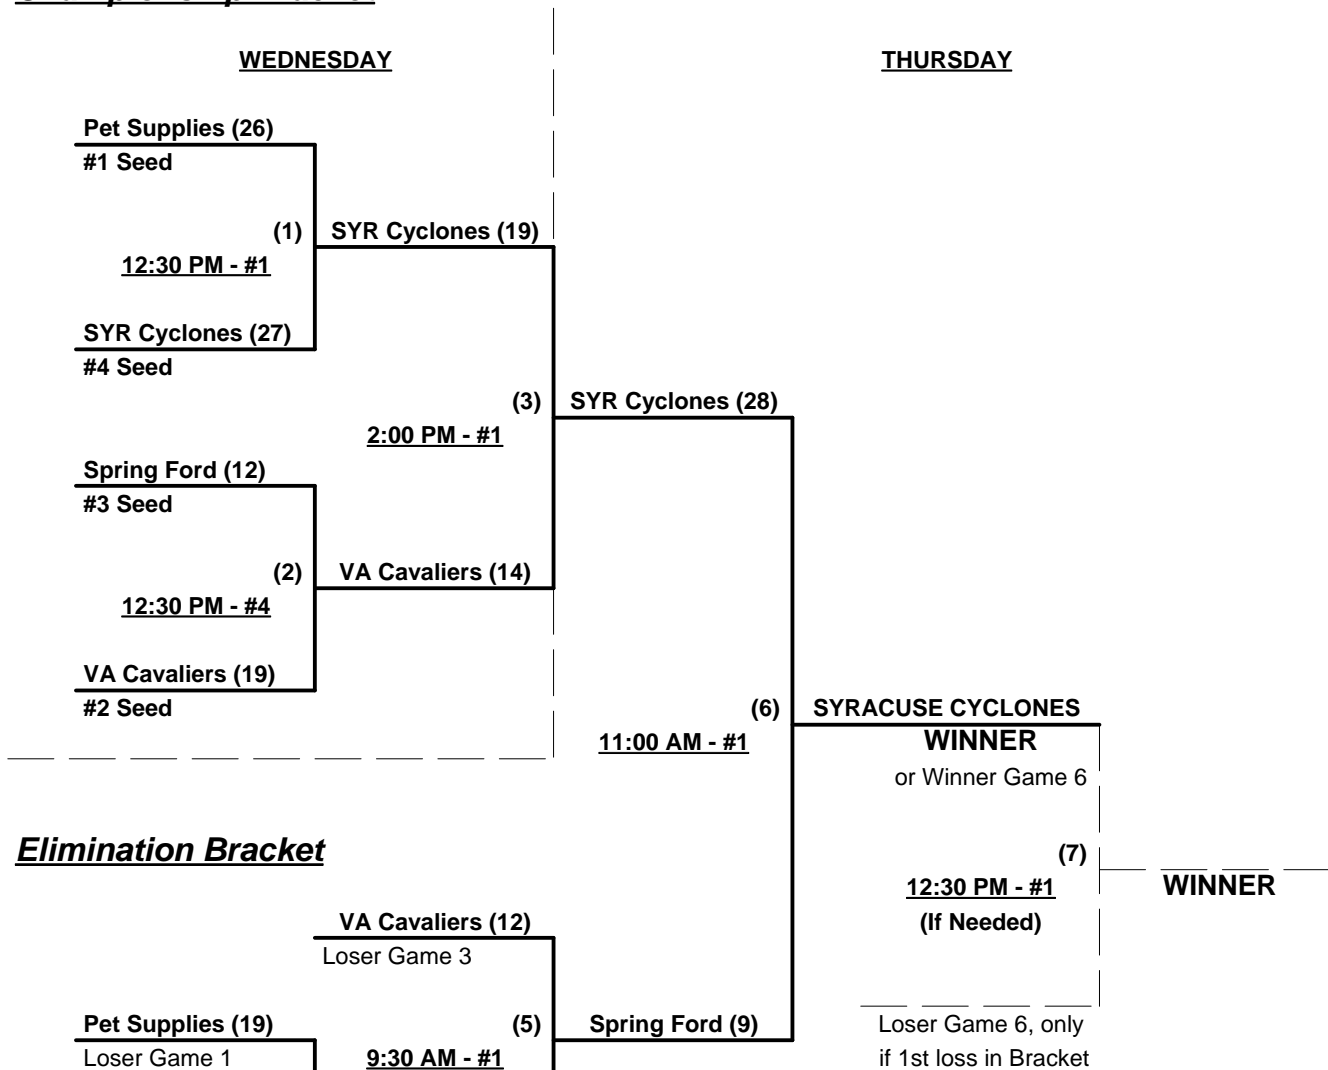 WEDNESDAY
THURSDAY
Pet Supplies (26)
#1 Seed
(1)
SYR Cyclones (19)
12:30 PM - #1
SYR Cyclones (27)
#4 Seed
(3)
SYR Cyclones (28)
2:00 PM - #1
Spring Ford (12)
#3 Seed
(2)
VA Cavaliers (14)
12:30 PM - #4
VA Cavaliers (19)
#2 Seed
(6)
SYRACUSE CYCLONES
11:00 AM - #1
WINNER
or Winner Game 6
Elimination Bracket
(7)
12:30 PM - #1
WINNER
(If Needed)
VA Cavaliers (12)
Loser Game 3
Pet Supplies (19)
(5)
Spring Ford (9)
Loser Game 6, only
Loser Game 1
9:30 AM - #1
if 1st loss in Bracket